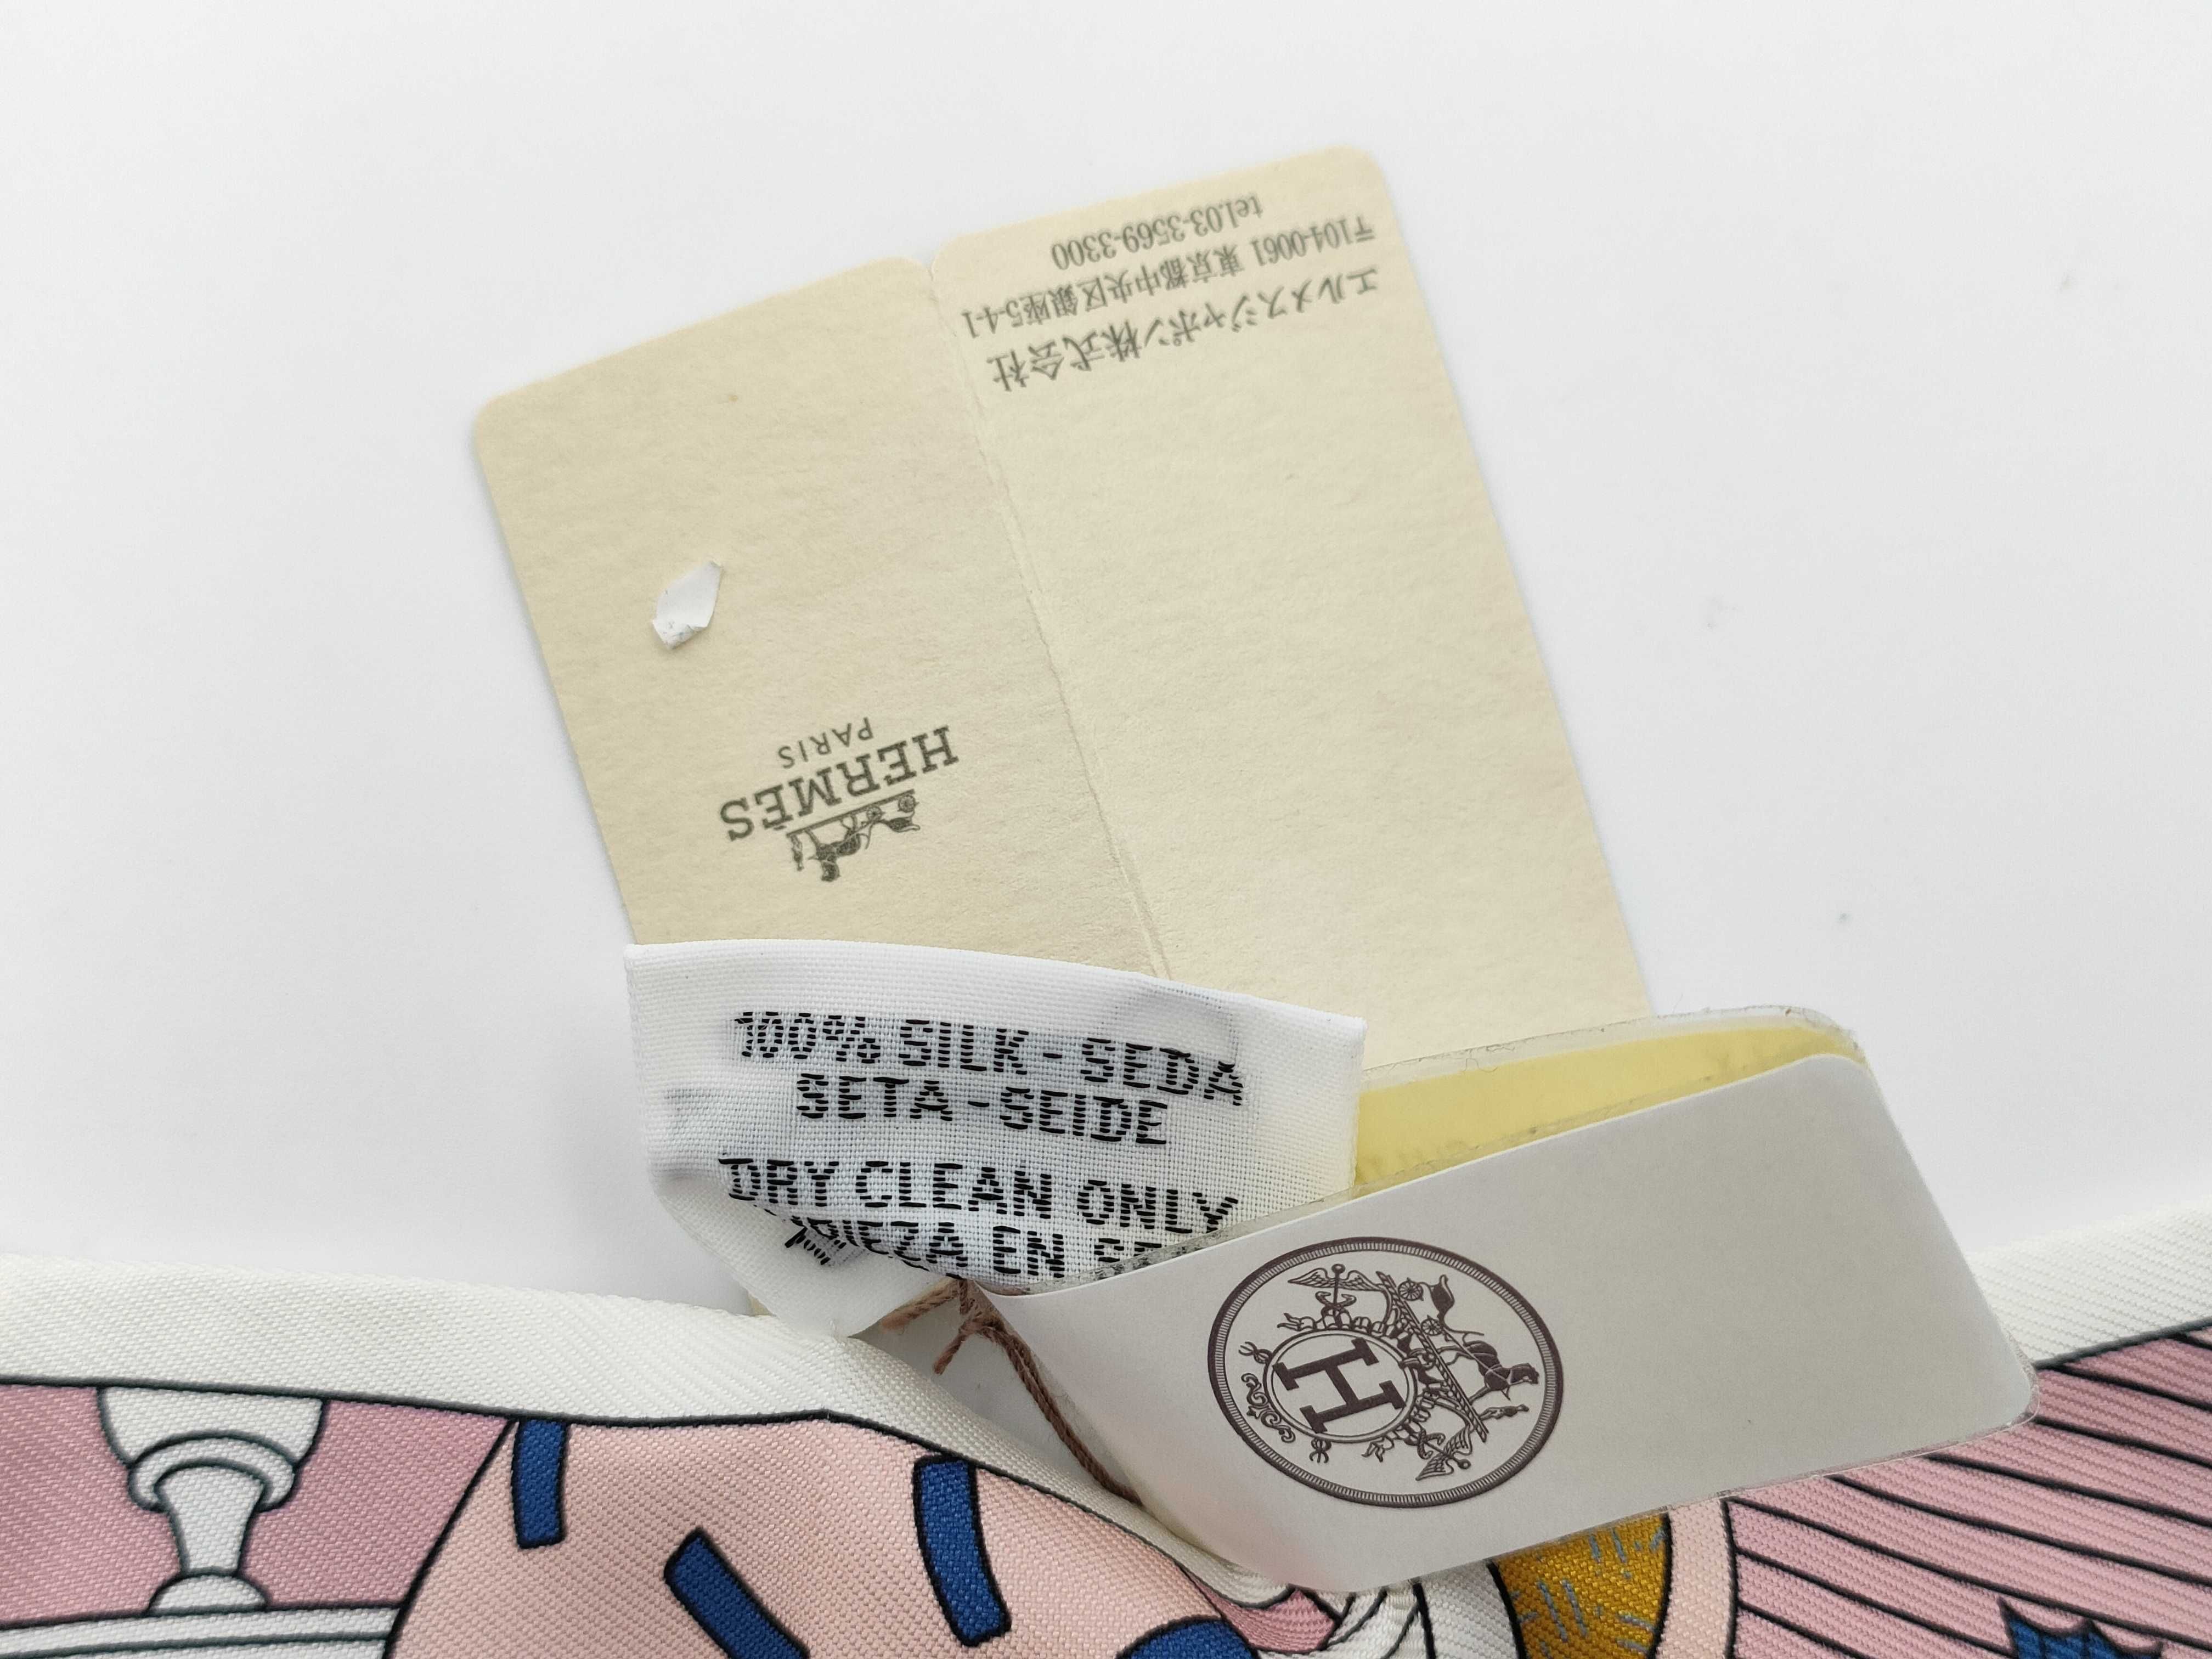 エルメスジャポン株式会社
〒104-0061 東京都中央区銀座5-4-1
tel.03-3569-3300
HERMÈS
PARIS
100% SILK - SEDA
SETA - SEIDE
DRY CLEAN ONLY
EN
H